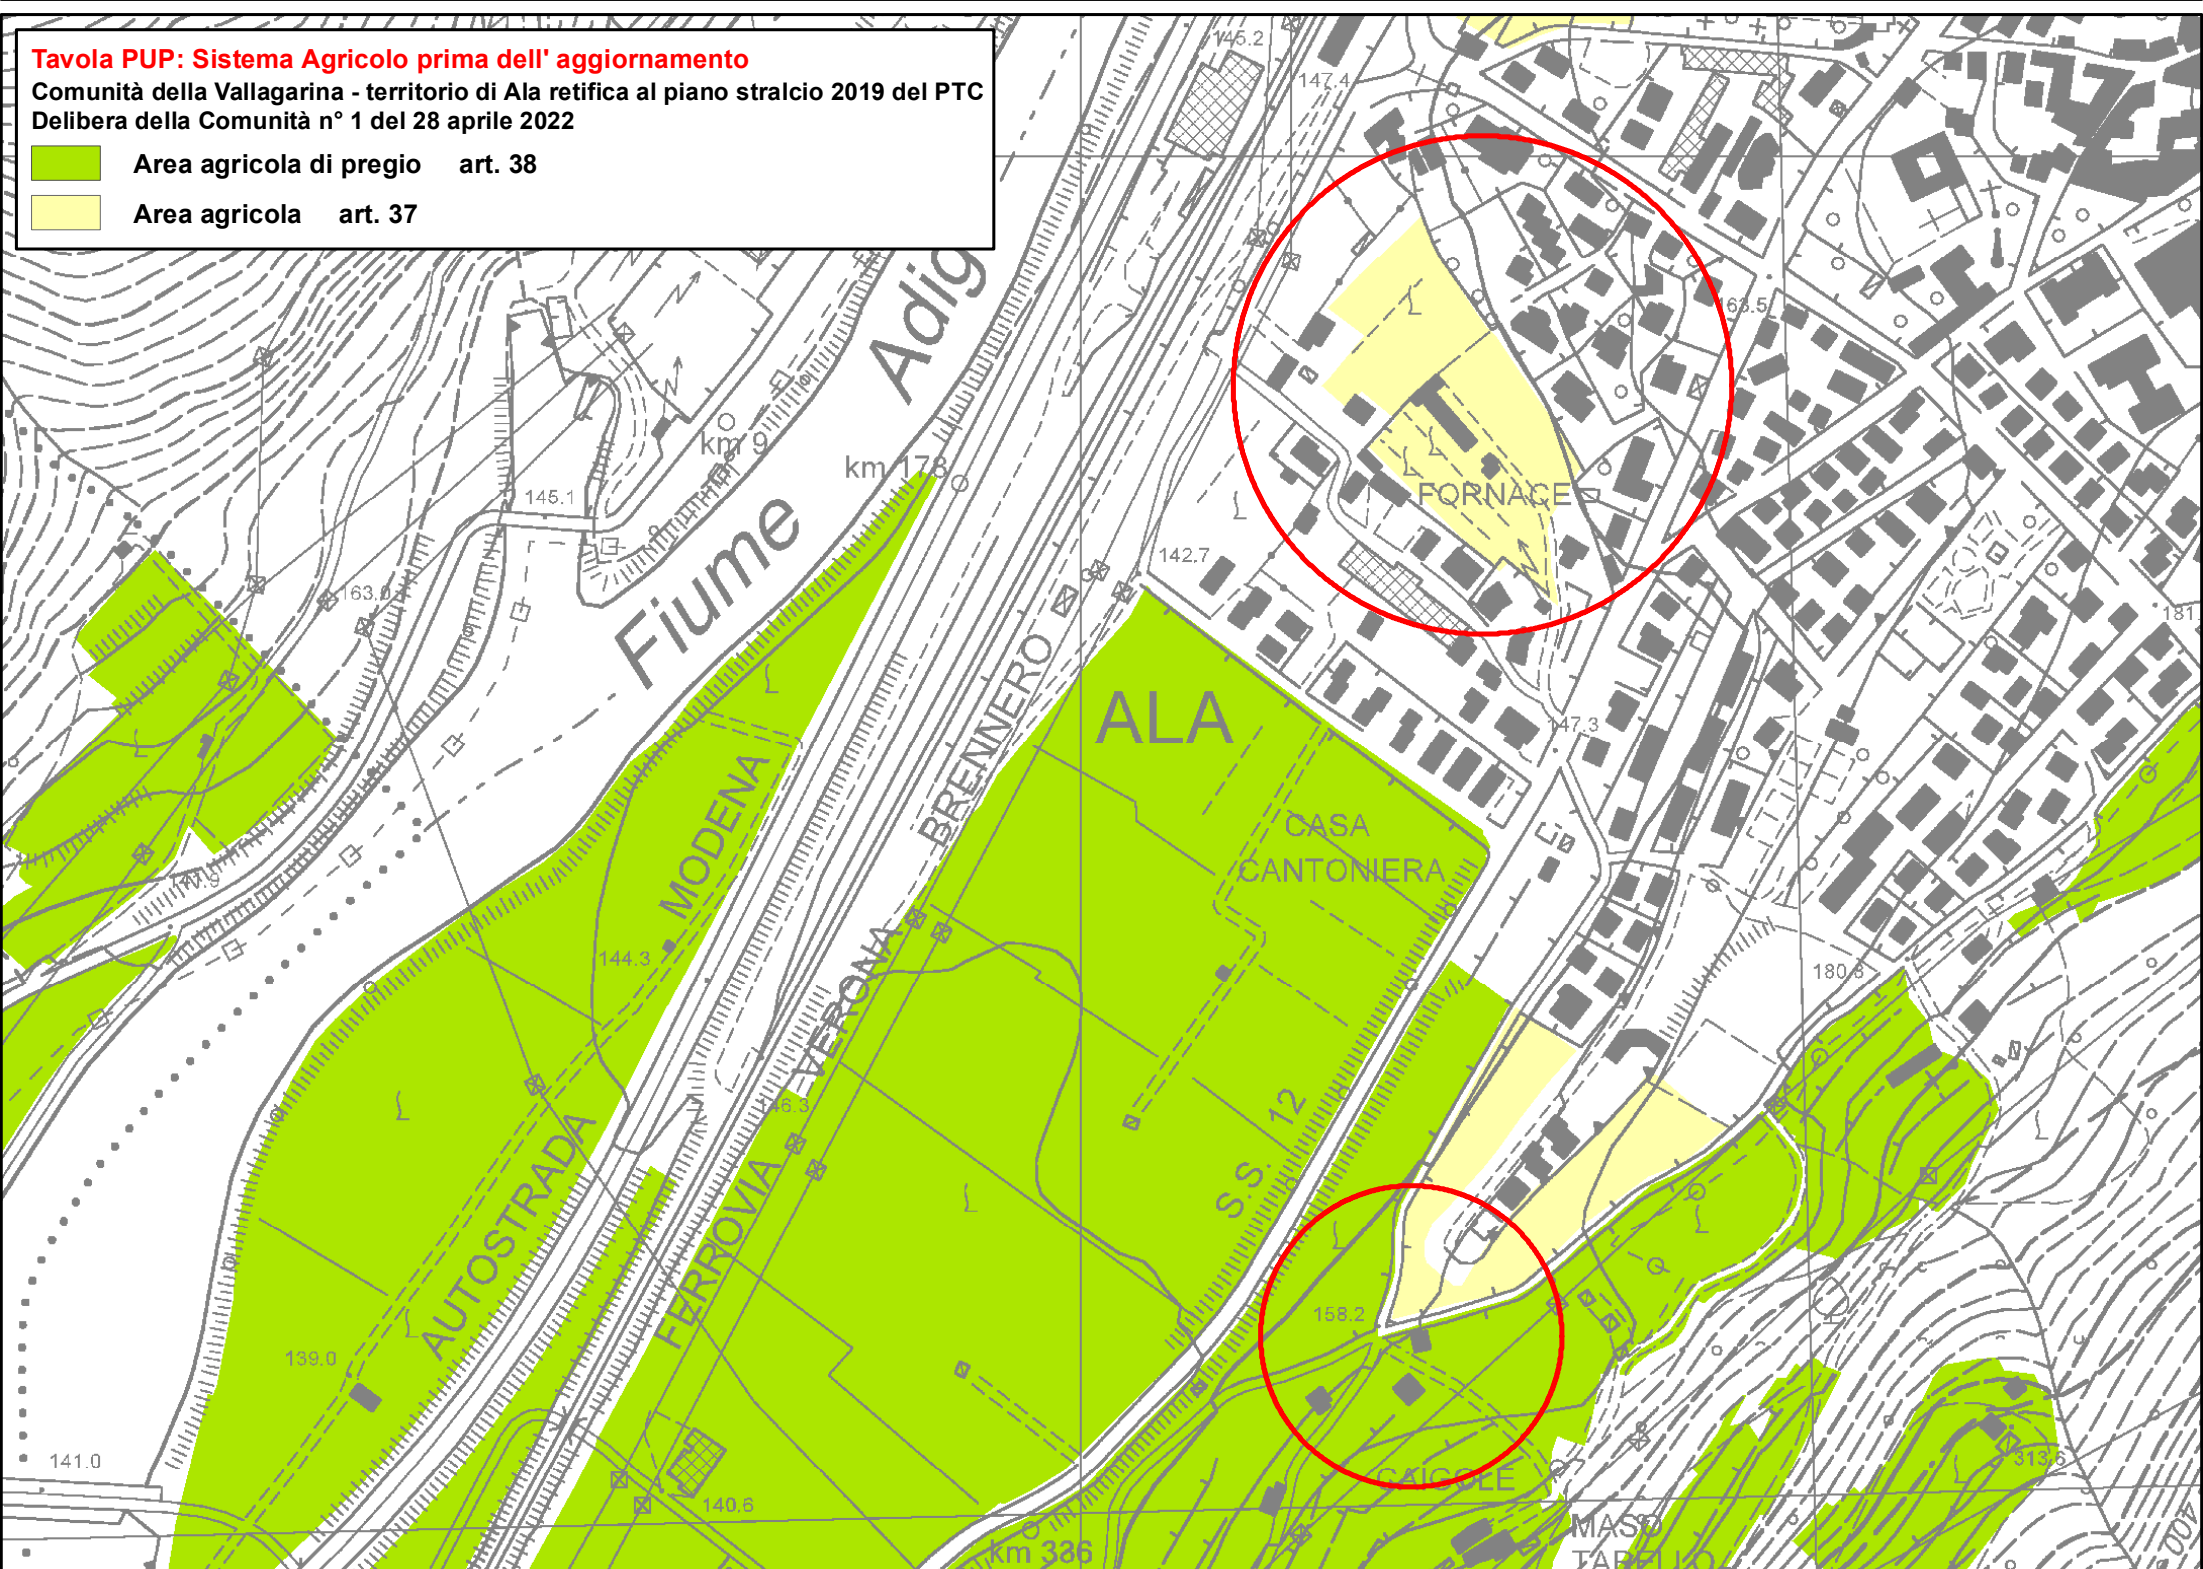 Tavola PUP: Sistema Agricolo prima dell' aggiornamento
Comunità della Vallagarina - territorio di Ala retifica al piano stralcio 2019 del PTC
Delibera della Comunità n° 1 del 28 aprile 2022
Area agricola di pregio art. 38
Area agricola art. 37
145.2
147.4
163.5
Fiume Adig
km 9
km 178
145.1
163.0
FORNACE
142.7
181.
ALA
147.3
BRENNERO
MODENA
CASA
CANTONIERA
144.3
180.8
VERONA
146.3
S.S. 12
AUTOSTRADA
FERROVIA
158.2
139.0
141.0
140.6
CAIGOLE
313.6
400
km 336
MASO